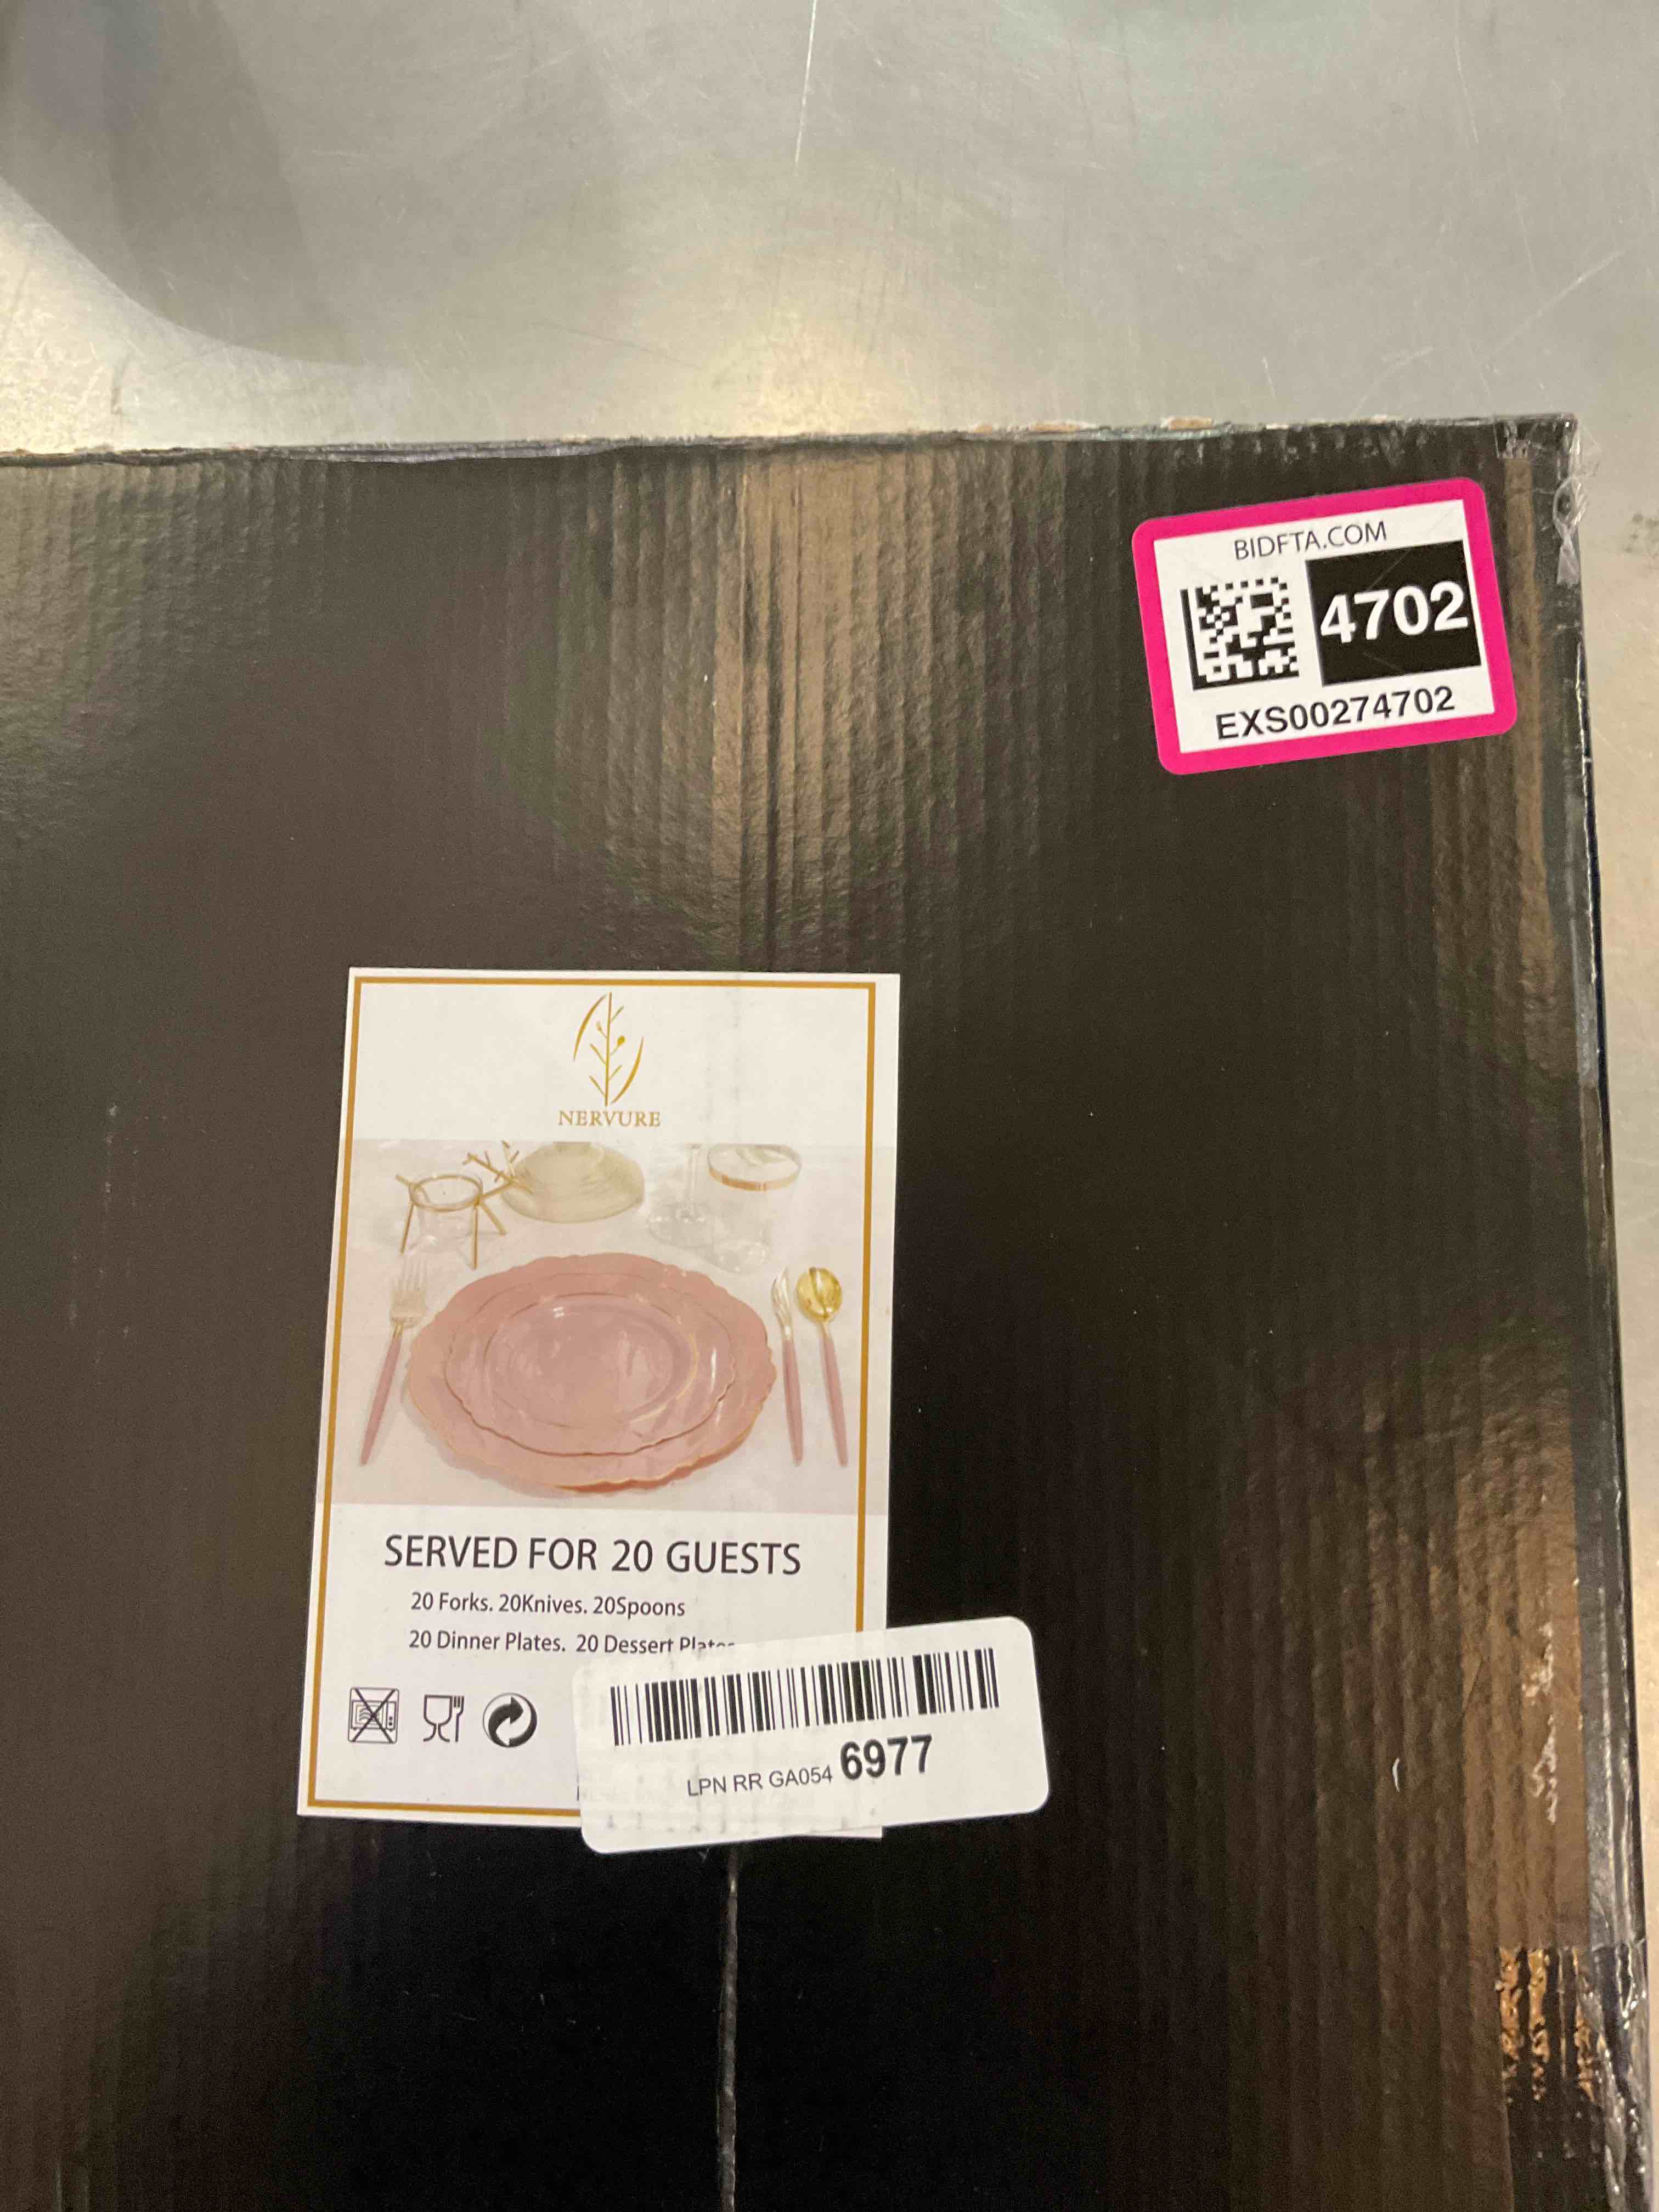 BIDFTA.COM
4702
EXS00274702
NERVURE
SERVED FOR 20 GUESTS
20 Forks. 20Knives. 20Spoons
20 Dinner Plates. 20 Dessert Plates
LPN RR GA054 6977